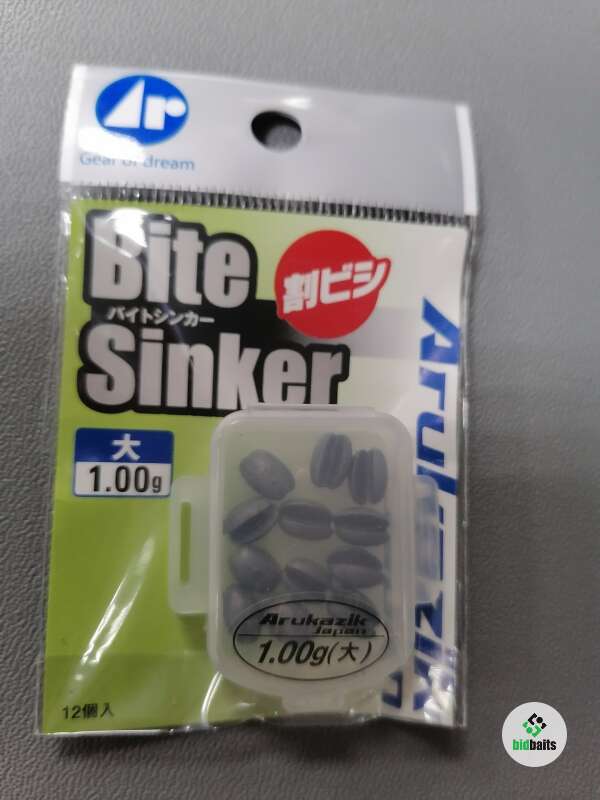 Ar
Gear of dream
Bite
割ビシ
バイトシンカー
Sinker
大
1.00g
Arukazik
Japan
1.00g(大)
12個入
bidbaits